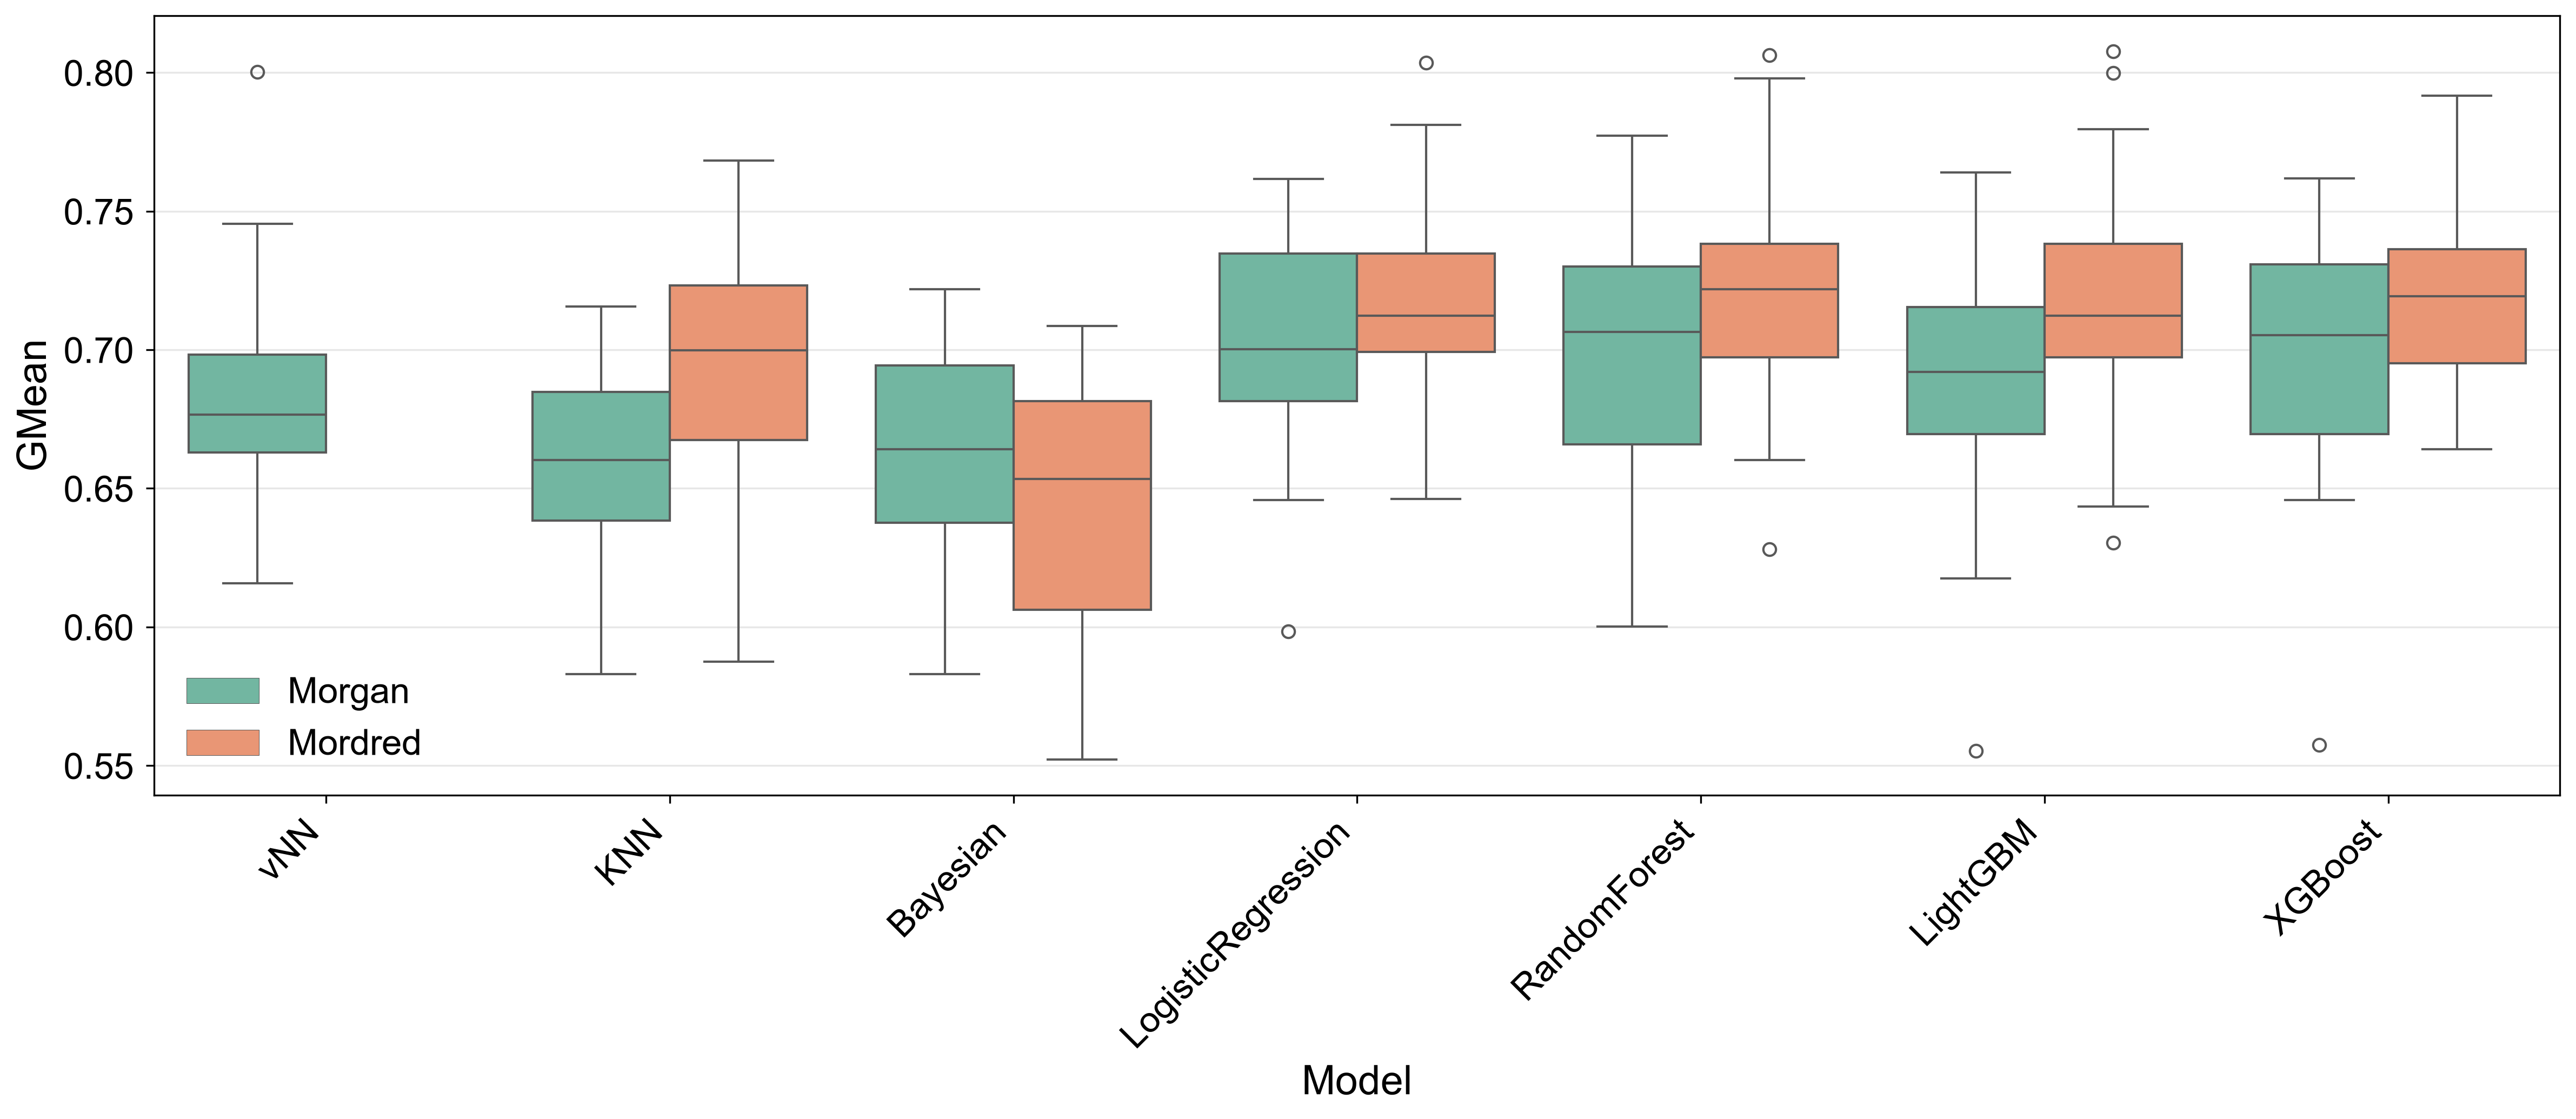 GMean
0.80
0.75
0.70
0.65
0.60
0.55
Morgan
Mordred
vNN
KNN
Bayesian
LogisticRegression
RandomForest
LightGBM
XGBoost
Model